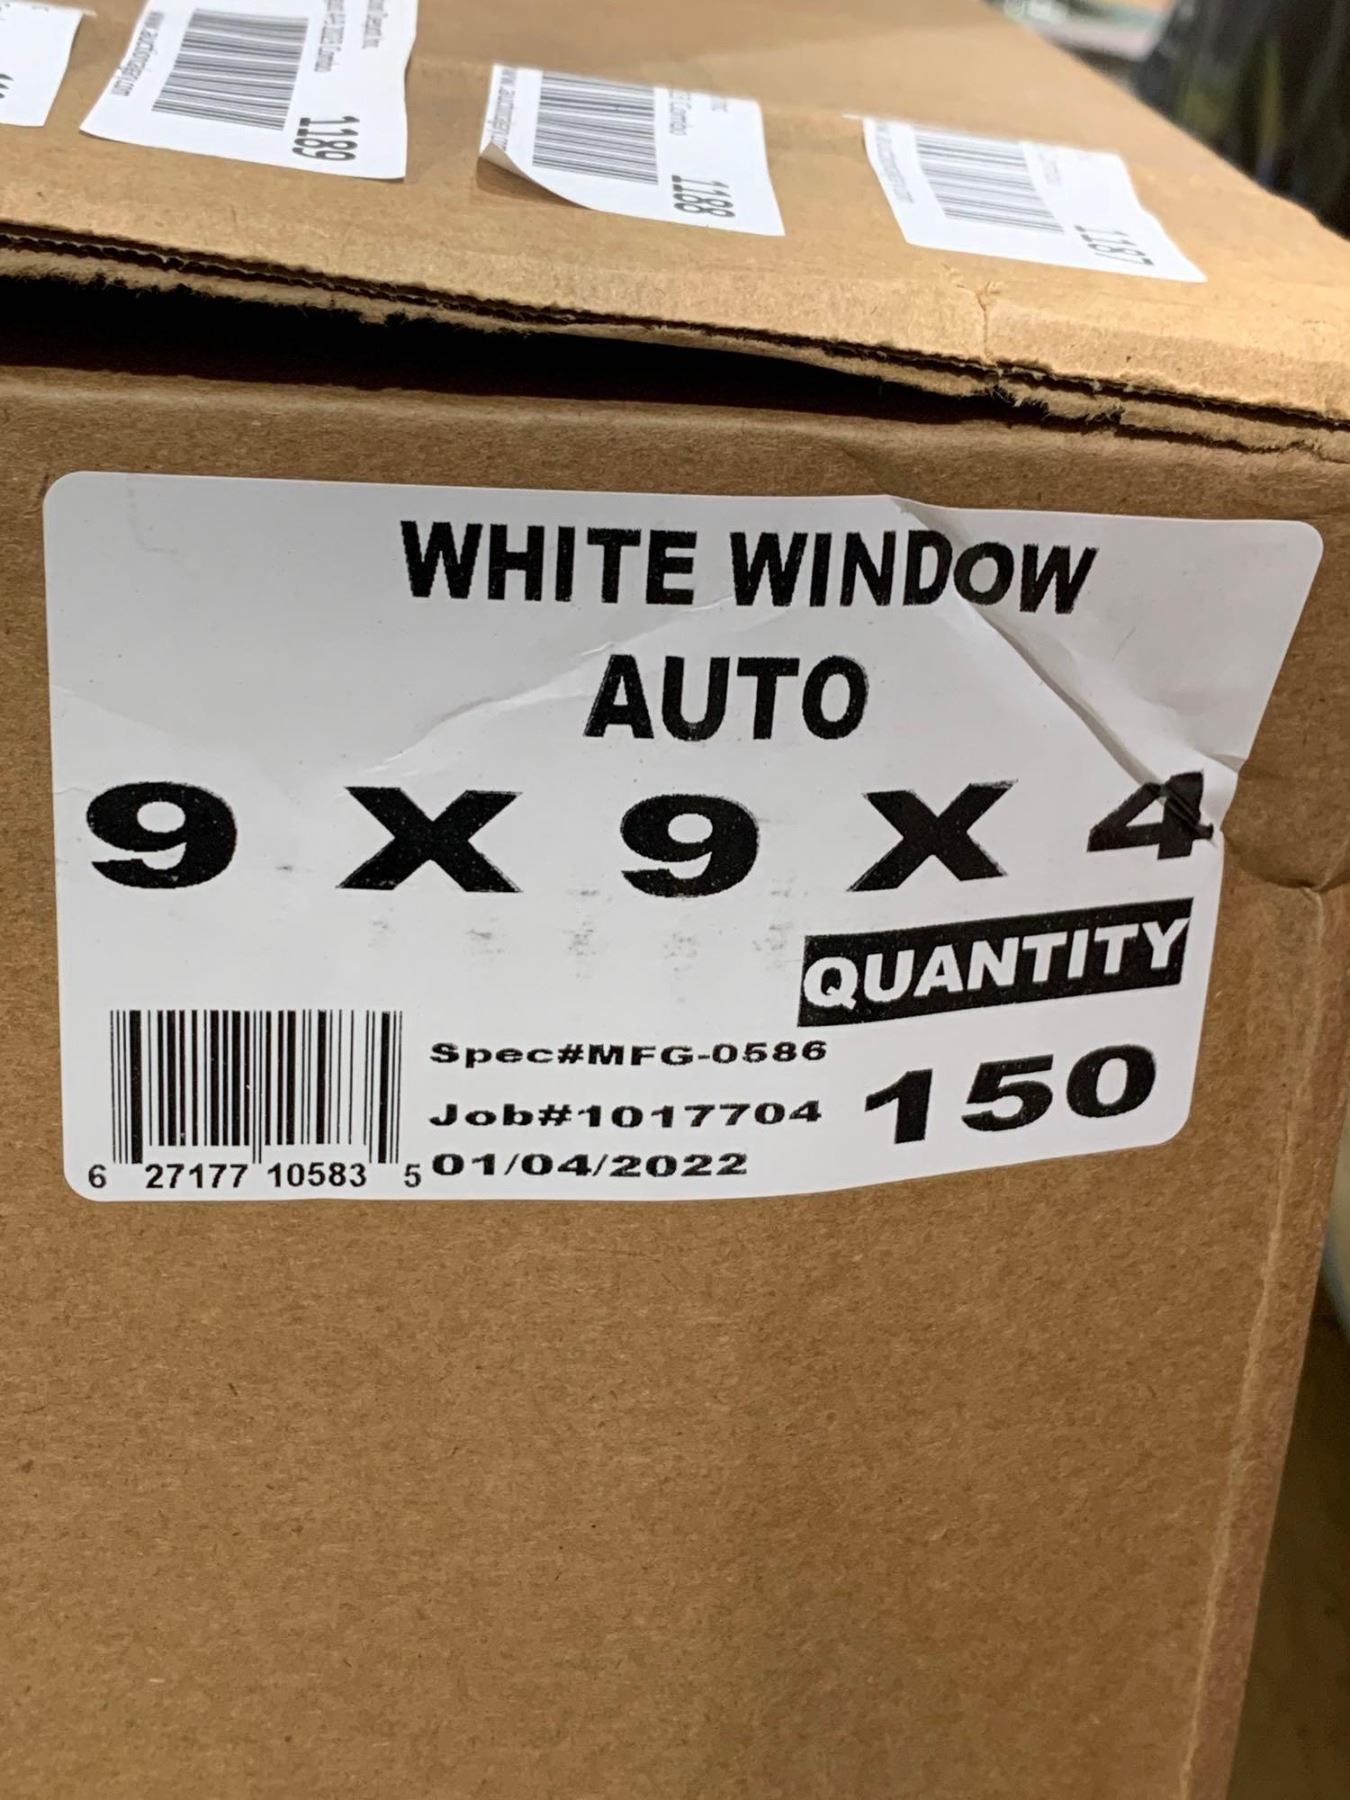 1189
1188
1187
WHITE WINDOW
AUTO
9 X 9 X 4
QUANTITY
150
Spec#MFG-0586
Job#1017704
01/04/2022
6 27177 10583 5